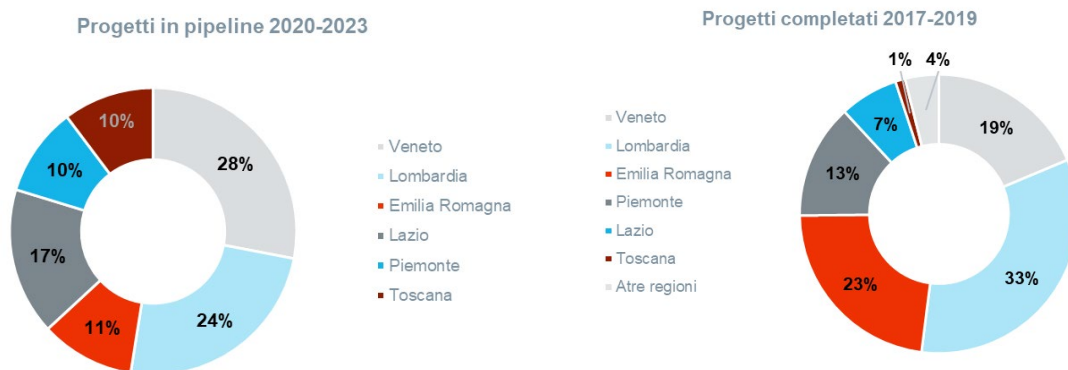 Progetti in pipeline 2020-2023
10%
28%
10%
17%
11%
24%
Veneto
Lombardia
Emilia Romagna
Lazio
Piemonte
Toscana
Progetti completati 2017-2019
1%
4%
7%
19%
13%
23%
33%
Veneto
Lombardia
Emilia Romagna
Piemonte
Lazio
Toscana
Atre regioni